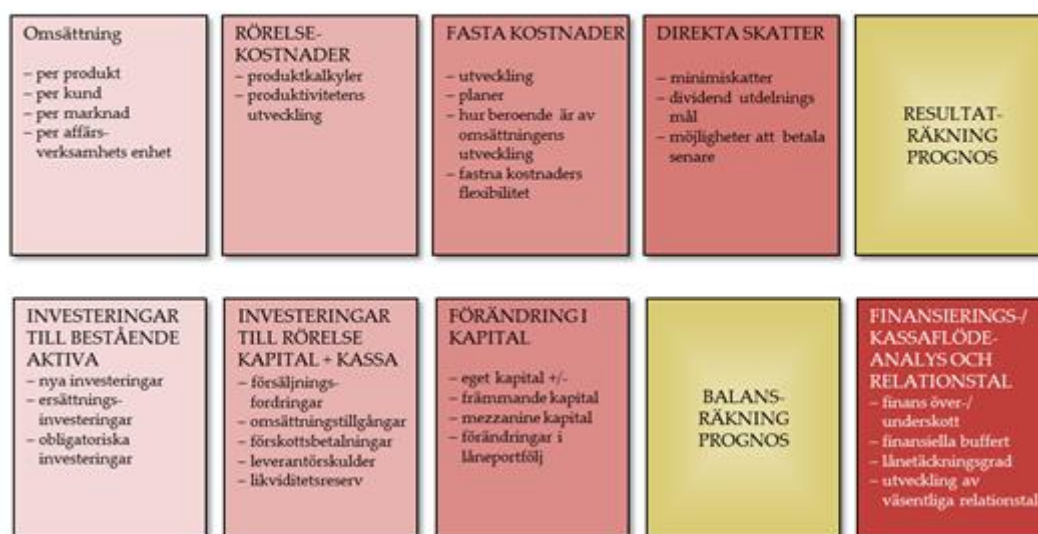 Omsättning
– per produkt
– per kund
– per marknad
– per affärs-
verksamhets enhet
RÖRELSE-
KOSTNADER
– produktkalkyler
– produktivitetens
utveckling
FASTA KOSTNADER
– utveckling
– planer
– hur beroende är av
omsättningens
utveckling
– fastna kostnaders
flexibilitet
DIREKTA SKATTER
– minimiskatter
– dividend utdelnings
mål
– möjligheter att betala
senare
RESULTAT-
RÄKNING
PROGNOS
INVESTERINGAR
TILL BESTÅENDE
AKTIVA
– nya investeringar
– ersättnings-
investeringar
– obligatoriska
investeringar
INVESTERINGAR
TILL RÖRELSE
KAPITAL + KASSA
– försäljnings-
fordringar
– omsättningstillgångar
– förskottsbetalningar
– leverantörskulder
– likviditetsreserv
FÖRÄNDRING I
KAPITAL
– eget kapital +/-
– främmande kapital
– mezzanine kapital
– förändringar i
låneportfölj
BALANS-
RÄKNING
PROGNOS
FINANSIERINGS-/
KASSAFLÖDE-
ANALYS OCH
RELATIONSTAL
– finans över-/
underskott
– finansiella buffert
– lånetäckningsgrad
– utveckling av
väsentliga relationstal